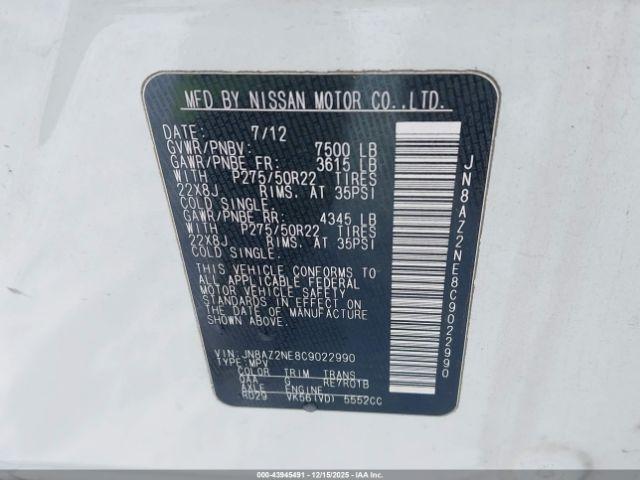 MFD BY NISSAN MOTOR CO.,LTD.
DATE: 7/12
GVWR/PNBV: 7500 LB
GAWR/PNBE FR: 3615 LB
WITH P275/50R22 TIRES
22X8J RIMS. AT 35PSI
COLD SINGLE.
GAWR/PNBE RR: 4345 LB
WITH P275/50R22 TIRES
22X8J RIMS. AT 35PSI
COLD SINGLE.
THIS VEHICLE CONFORMS TO
ALL APPLICABLE FEDERAL
MOTOR VEHICLE SAFETY
STANDARDS IN EFFECT ON
THE DATE OF MANUFACTURE
SHOWN ABOVE.
VIN: JN8AZ2NE8C9022990
TYPE: MPV
COLOR TRIM TRANS
QAA G RE7R01B
AXLE ENGINE
RD29 VK56(VD) 5552CC
JN8AZ2NE8C9022990
000-43945491 - 12/15/2025 - IAAI.COM